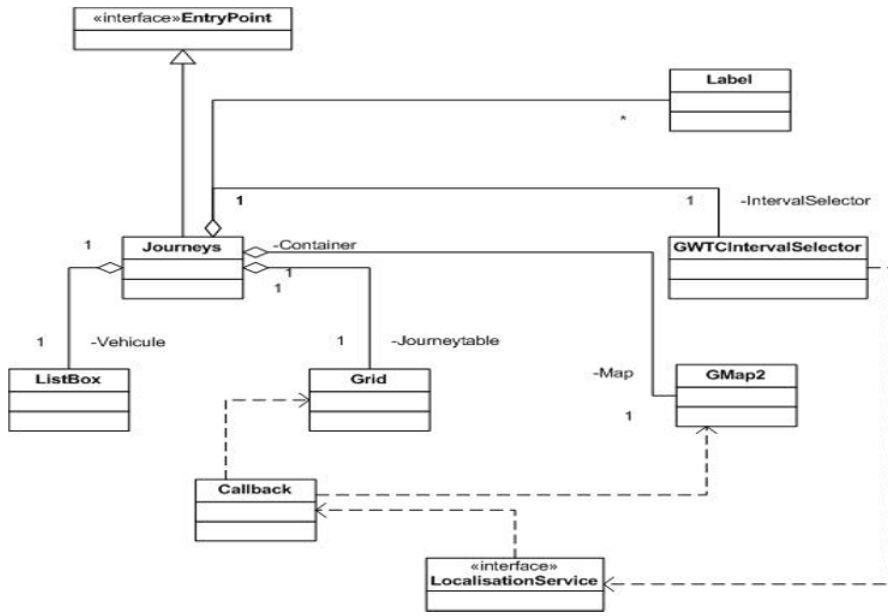 «interface»EntryPoint
Label
*
1
1
-IntervalSelector
1
Journeys
-Container
GWTCIntervalSelector
1
1
1
-Vehicule
1
-Journeytable
ListBox
Grid
-Map
GMap2
1
Callback
«interface»
LocalisationService